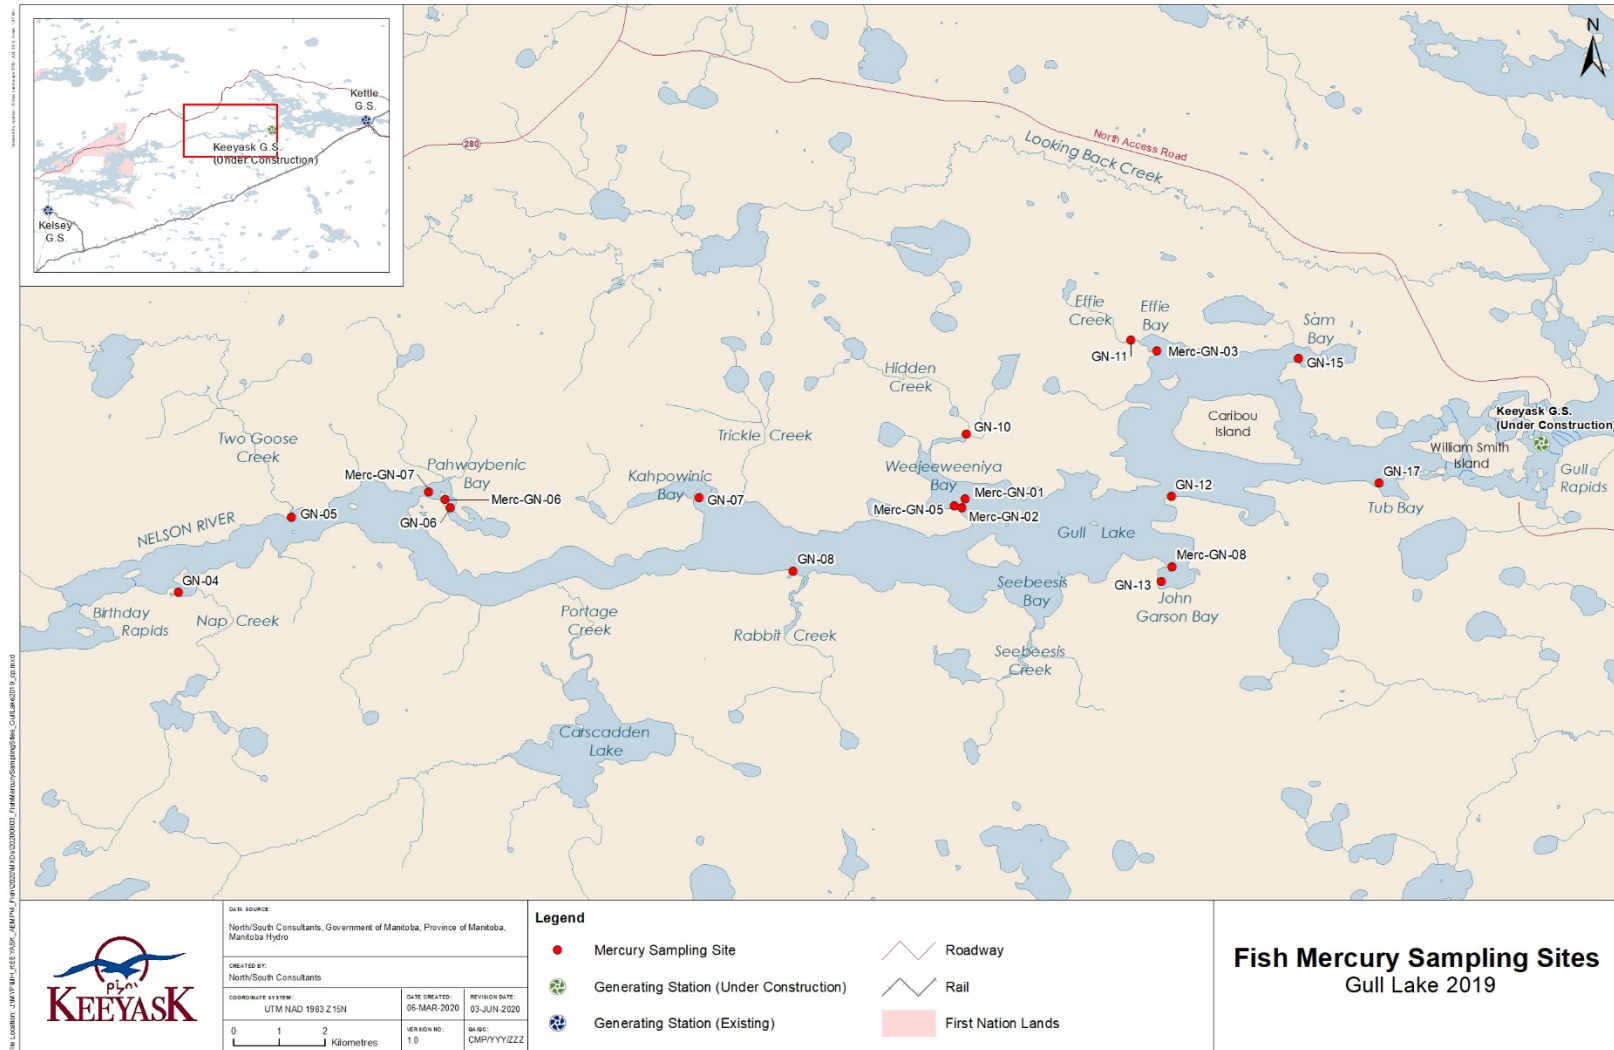 Kettle
G.S.
Keeyask G.S.
(Under Construction)
Kelsey
G.S.
N
280
North Access Road
Looking Back Creek
Effie
Creek
Effie
Bay
Sam
Bay
GN-11
Merc-GN-03
GN-15
Hidden
Creek
Caribou
Island
Keeyask G.S.
(Under Construction)
GN-10
Two Goose
Creek
Trickle Creek
William Smith
Island
Gull
Rapids
Merc-GN-07
Pahwaybenic
Bay
Kahpowinic
Bay
Weejeeweeniya
Bay
GN-17
Merc-GN-06
GN-07
Merc-GN-01
GN-12
Merc-GN-05
Merc-GN-02
Tub Bay
GN-06
NELSON RIVER
GN-05
Gull Lake
GN-08
Merc-GN-08
GN-04
Seebeesis
Bay
GN-13
John
Garson Bay
Birthday
Rapids
Nap Creek
Portage
Creek
Rabbit Creek
Seebeesis
Creek
Carscadden
Lake
KEEYASK
DATA SOURCE:
North/South Consultants, Government of Manitoba, Province of Manitoba,
Manitoba Hydro
CREATED BY:
North/South Consultants
COORDINATE SYSTEM:
UTM NAD 1983 Z 15N
DATE CREATED:
06-MAR-2020
REVISION DATE:
03-JUN-2020
0 1 2
Kilometres
VERSION NO:
1.0
QA/QC:
CMP/YYY/ZZZ
Legend
Mercury Sampling Site
Generating Station (Under Construction)
Generating Station (Existing)
Roadway
Rail
First Nation Lands
Fish Mercury Sampling Sites
Gull Lake 2019